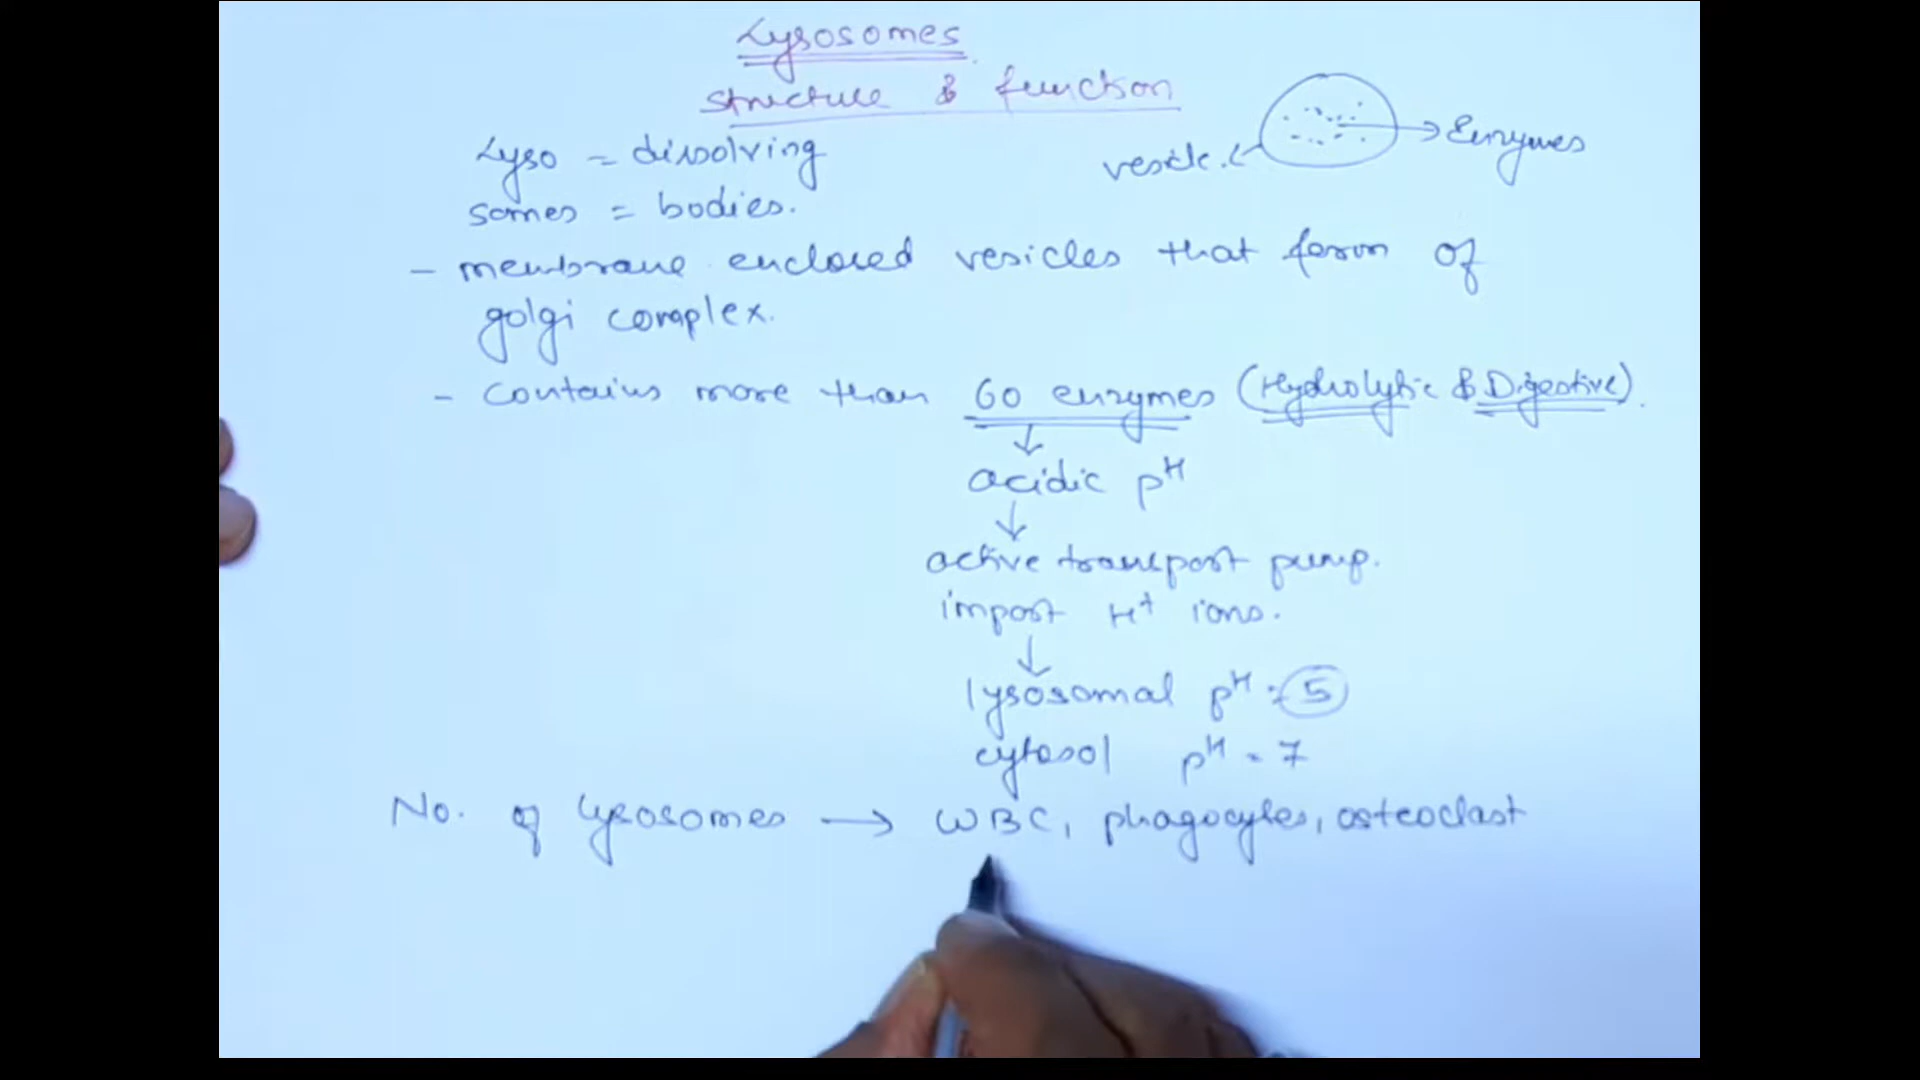 Lysosomes
structure & function
Lyso = dissolving
somes = bodies.
vesicle.
Enzymes
- membrane enclosed vesicles that form of
golgi complex.
- contains more than 60 enzymes (Hydrolytic & Digestive).
acidic pH
active transport pump.
import H+ ions.
lysosomal pH = 5
cytosol pH = 7
No. of lysosomes → WBC, phagocytes, osteoclast